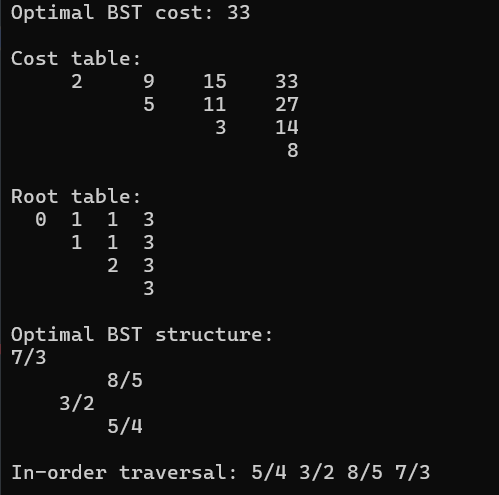 Optimal BST cost: 33
Cost table:
2 9 15 33
5 11 27
3 14
8
Root table:
0 1 1 3
1 1 3
2 3
3
Optimal BST structure:
7/3
8/5
3/2
5/4
In-order traversal: 5/4 3/2 8/5 7/3